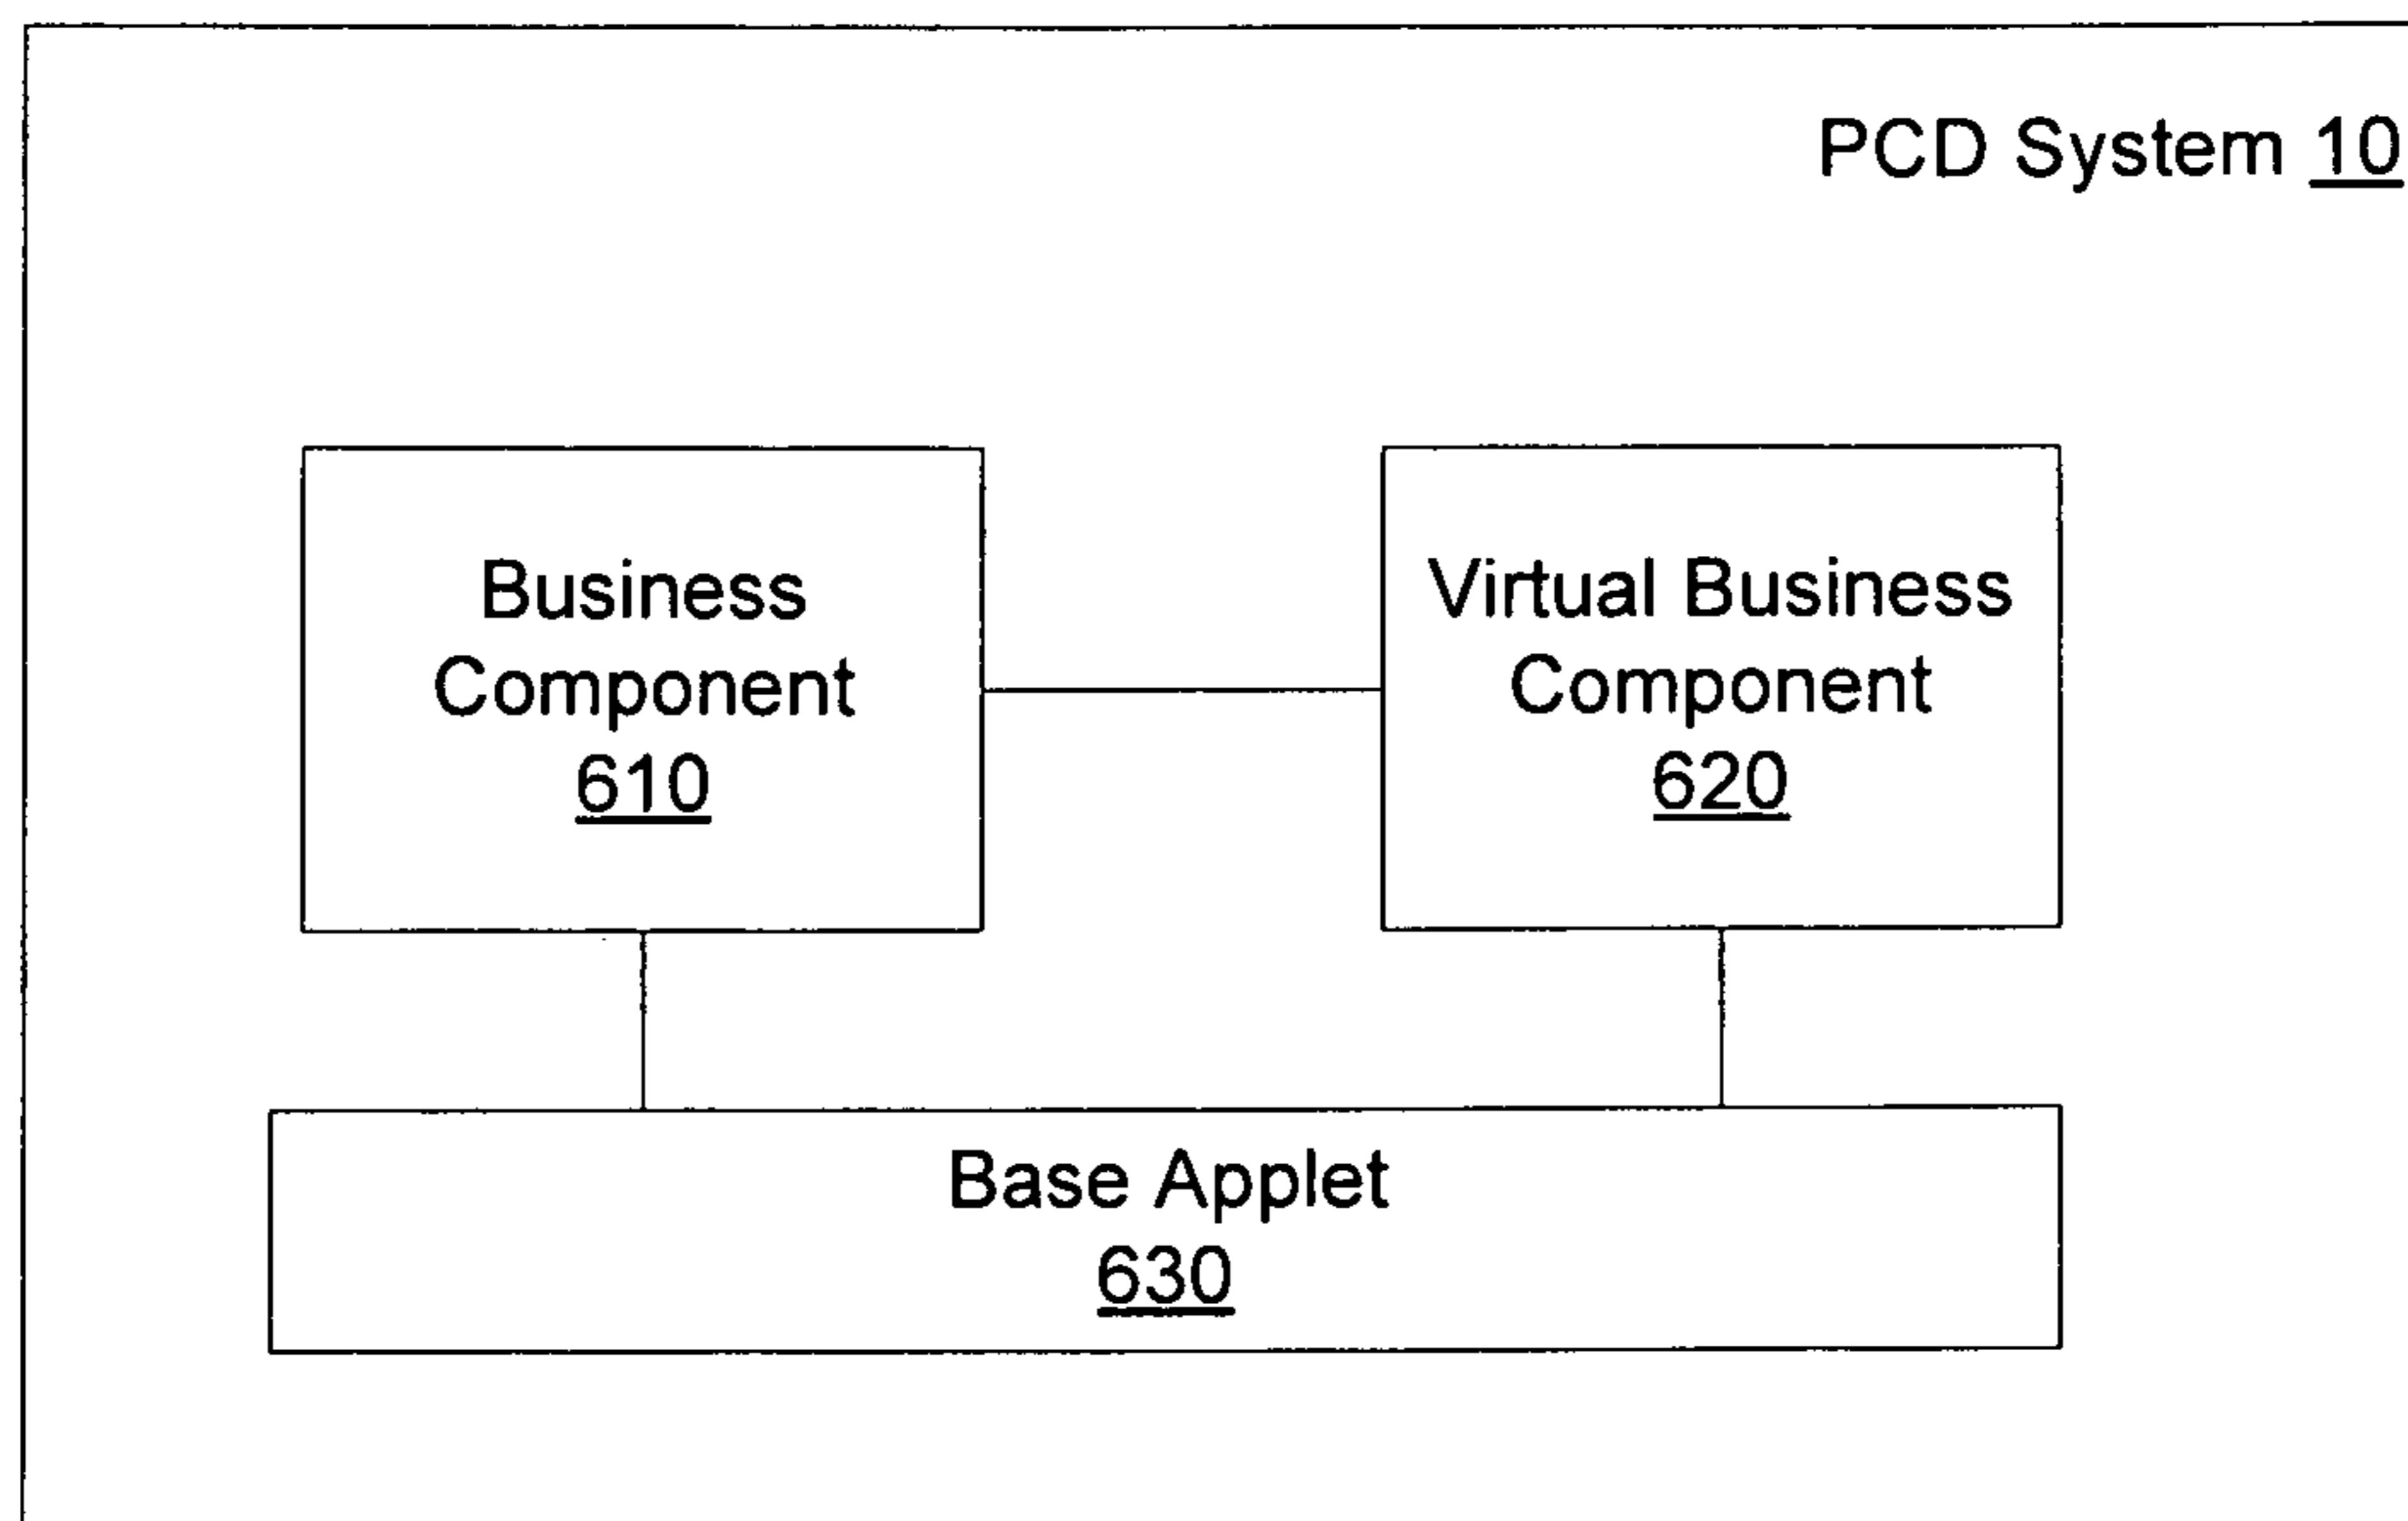 PCD System 10
Business
Component
610
Virtual Business
Component
620
Base Applet
630